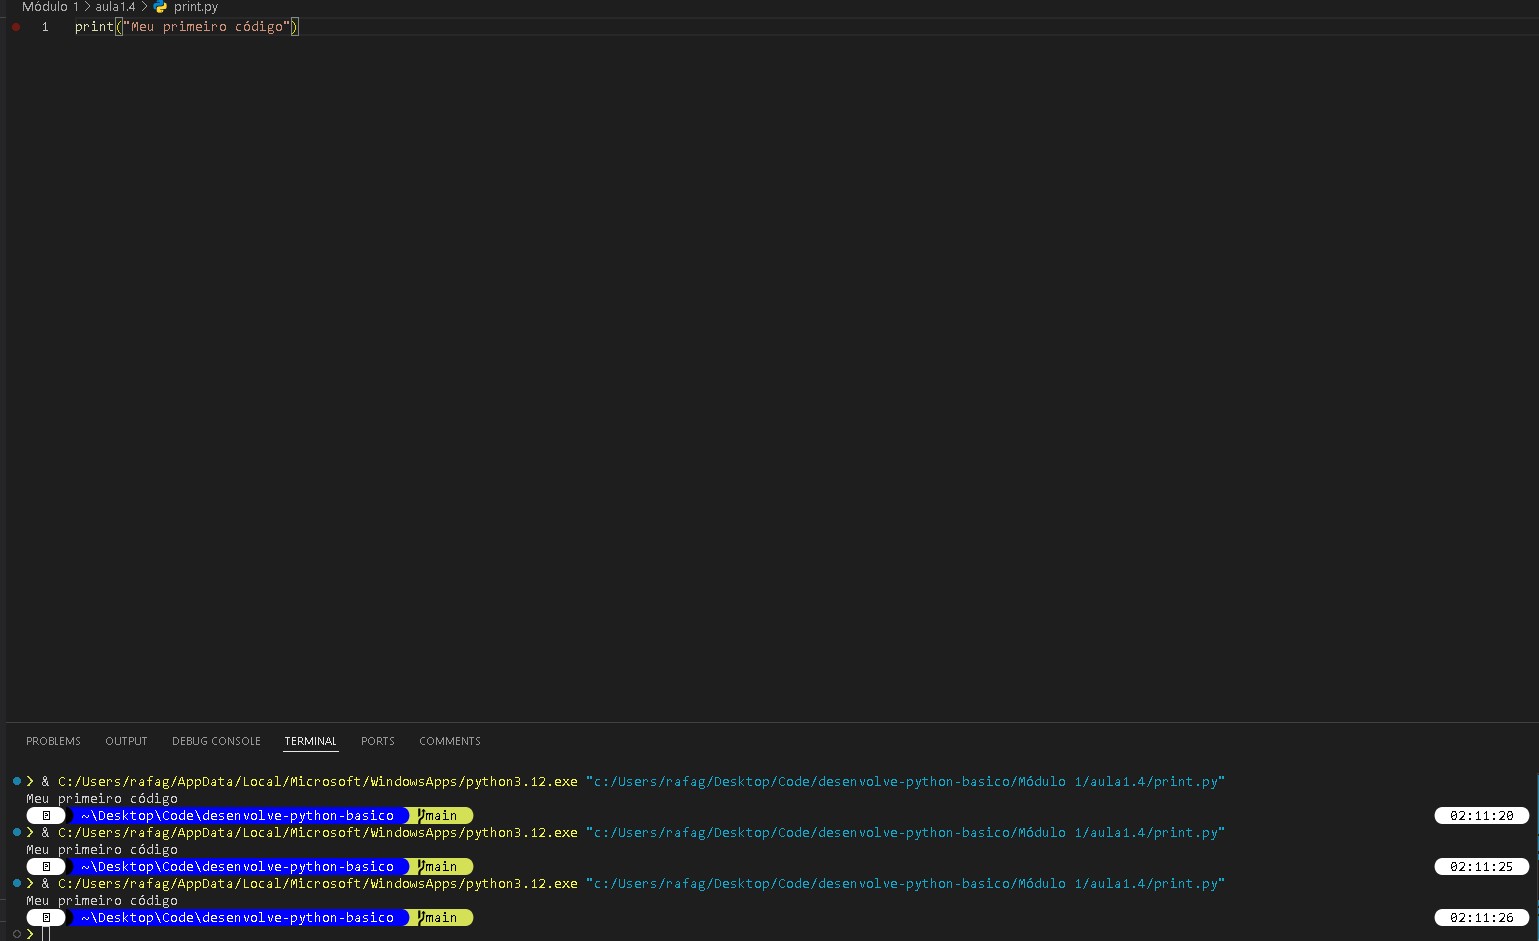 Módulo 1 > aula1.4 > print.py
1 print("Meu primeiro código")
PROBLEMS OUTPUT DEBUG CONSOLE TERMINAL PORTS COMMENTS
❯ & C:/Users/rafag/AppData/Local/Microsoft/WindowsApps/python3.12.exe "c:/Users/rafag/Desktop/Code/desenvolve-python-basico/Módulo 1/aula1.4/print.py"
Meu primeiro código
~\Desktop\Code\desenvolve-python-basico main 02:11:20
❯ & C:/Users/rafag/AppData/Local/Microsoft/WindowsApps/python3.12.exe "c:/Users/rafag/Desktop/Code/desenvolve-python-basico/Módulo 1/aula1.4/print.py"
Meu primeiro código
~\Desktop\Code\desenvolve-python-basico main 02:11:25
❯ & C:/Users/rafag/AppData/Local/Microsoft/WindowsApps/python3.12.exe "c:/Users/rafag/Desktop/Code/desenvolve-python-basico/Módulo 1/aula1.4/print.py"
Meu primeiro código
~\Desktop\Code\desenvolve-python-basico main 02:11:26
❯